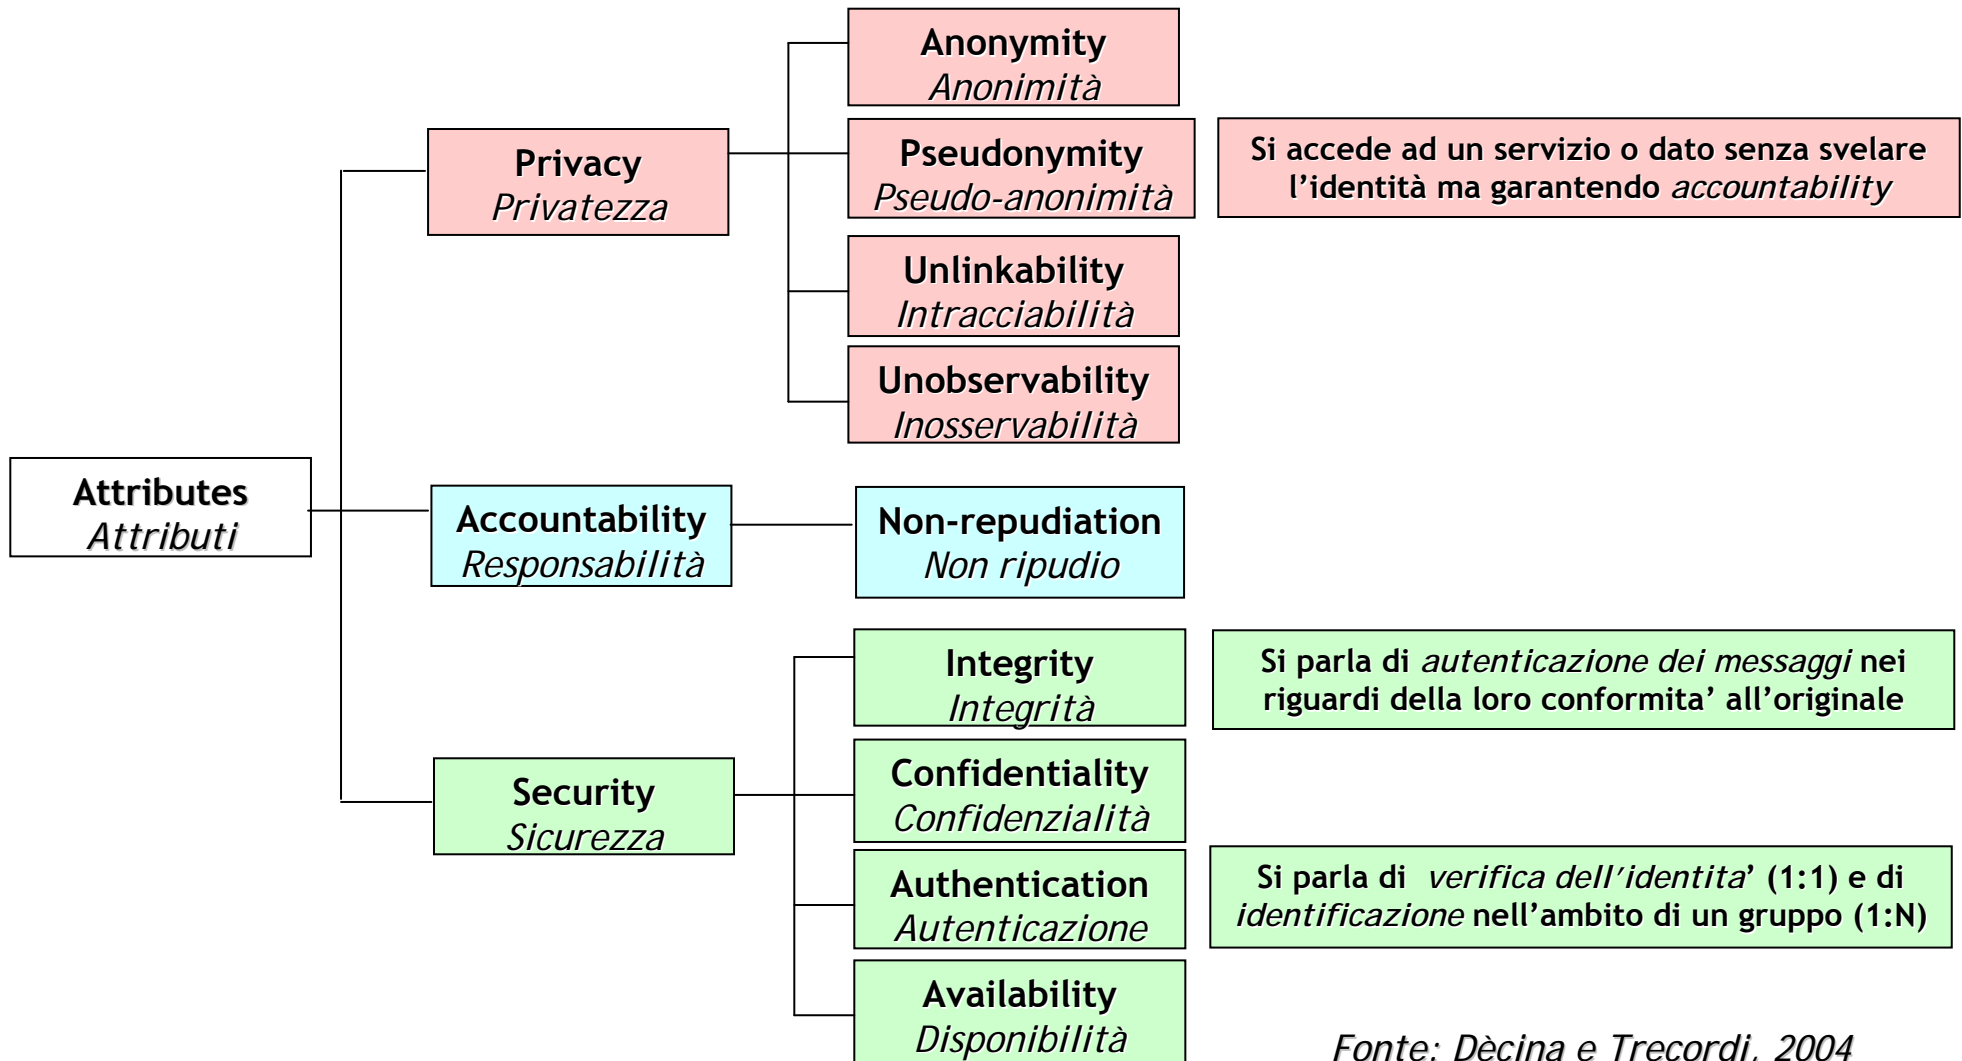 Anonymity
Anonimità
Pseudonymity
Pseudo-anonimità
Si accede ad un servizio o dato senza svelare
l’identità ma garantendo accountability
Privacy
Privatezza
Unlinkability
Intracciabilità
Unobservability
Inosservabilità
Attributes
Attributi
Accountability
Responsabilità
Non-repudiation
Non ripudio
Integrity
Integrità
Si parla di autenticazione dei messaggi nei
riguardi della loro conformita’ all’originale
Security
Sicurezza
Confidentiality
Confidenzialità
Authentication
Autenticazione
Si parla di verifica dell’identita’ (1:1) e di
identificazione nell’ambito di un gruppo (1:N)
Availability
Disponibilità
Fonte: Dècina e Trecordi, 2004